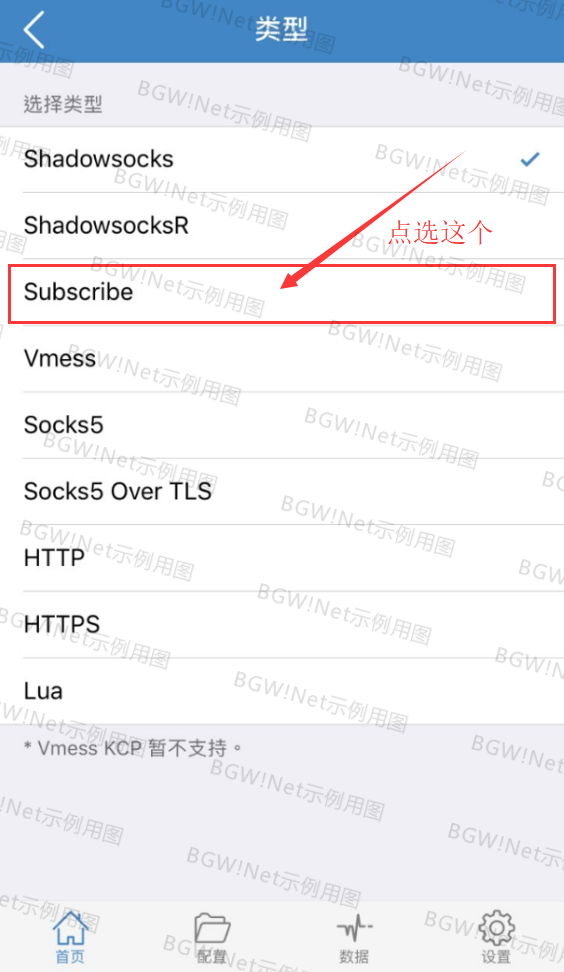 类型
选择类型
Shadowsocks
ShadowsocksR
点选这个
Subscribe
Vmess
Socks5
Socks5 Over TLS
HTTP
HTTPS
Lua
* Vmess KCP 暂不支持。
首页
配置
数据
设置
BGW!Net示例用图